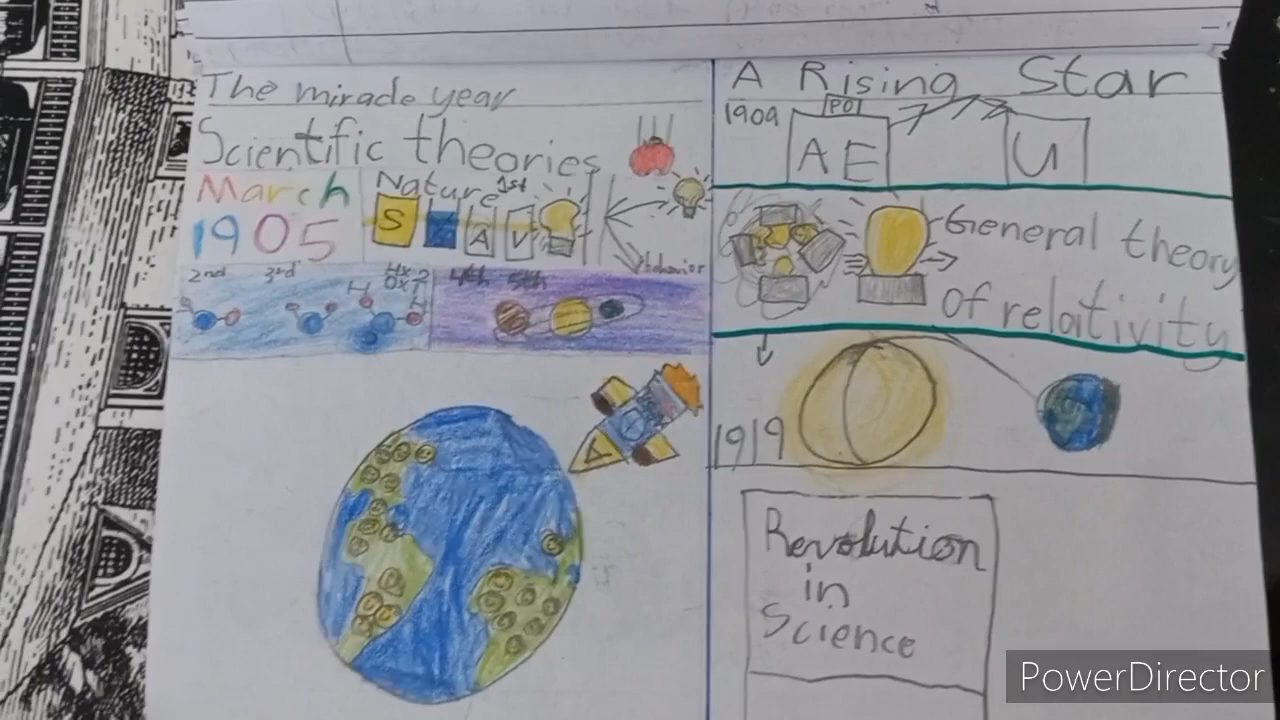 The miracle year
Scientific theories
March
1905
Nature 1st
S
A V
behavior
2nd 3rd
H
H
4th 5th
A
A Rising Star
1909
PO
AE
U
General theory
of relativity
1919
Revolution
in
Science
PowerDirector